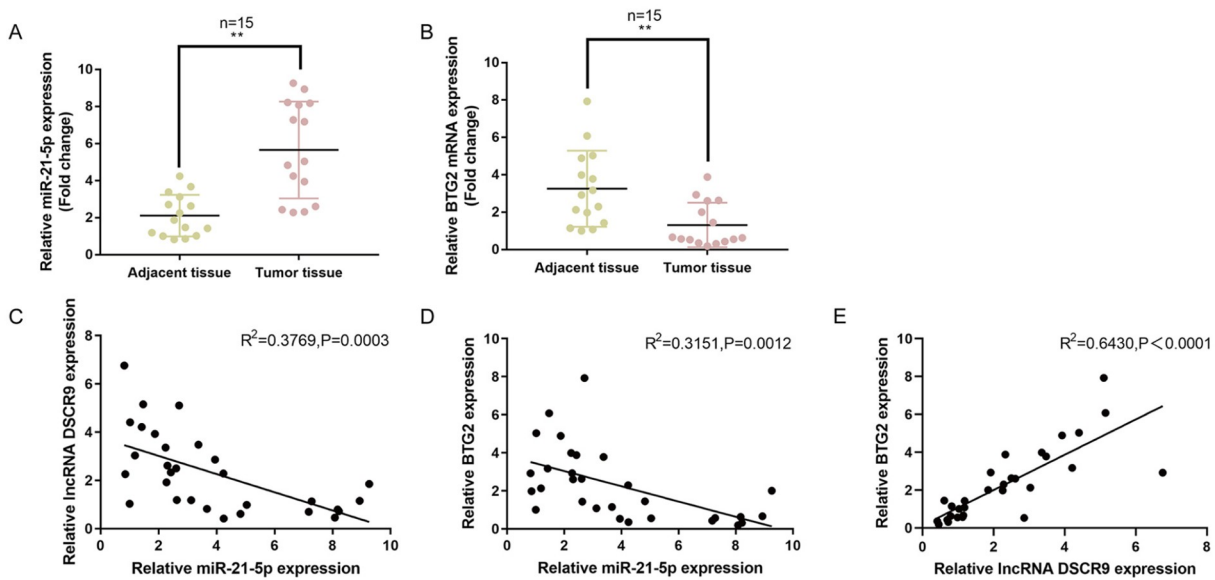 A
n=15
**
Relative miR-21-5p expression
(Fold change)
10
8
6
4
2
0
Adjacent tissue
Tumor tissue
B
n=15
**
Relative BTG2 mRNA expression
(Fold change)
10
8
6
4
2
0
Adjacent tissue
Tumor tissue
C
R²=0.3769,P=0.0003
Relative lncRNA DSCR9 expression
8
6
4
2
0
0 2 4 6 8 10
Relative miR-21-5p expression
D
R²=0.3151,P=0.0012
Relative BTG2 expression
10
8
6
4
2
0
0 2 4 6 8 10
Relative miR-21-5p expression
E
R²=0.6430,P<0.0001
Relative BTG2 expression
10
8
6
4
2
0
0 2 4 6 8
Relative lncRNA DSCR9 expression